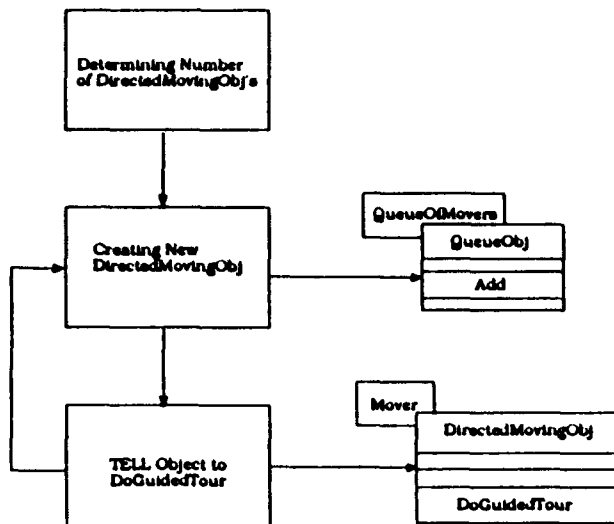 Determining Number
of DirectedMovingObj's
Creating New
DirectedMovingObj
QueueOfMovers
QueueObj
Add
TELL Object to
DoGuidedTour
Mover
DirectedMovingObj
DoGuidedTour